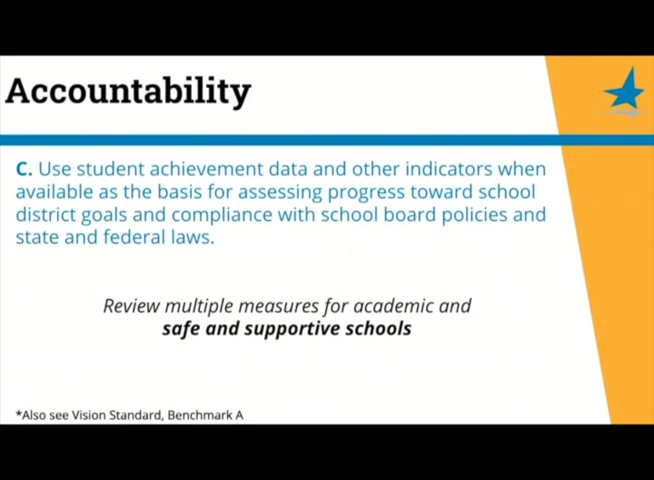 Accountability
C. Use student achievement data and other indicators when
available as the basis for assessing progress toward school
district goals and compliance with school board policies and
state and federal laws.
Review multiple measures for academic and
safe and supportive schools
*Also see Vision Standard, Benchmark A